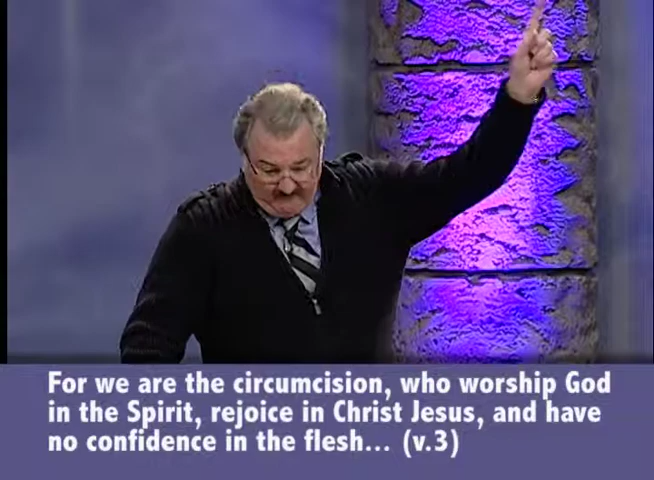 For we are the circumcision, who worship God
in the Spirit, rejoice in Christ Jesus, and have
no confidence in the flesh... (v.3)